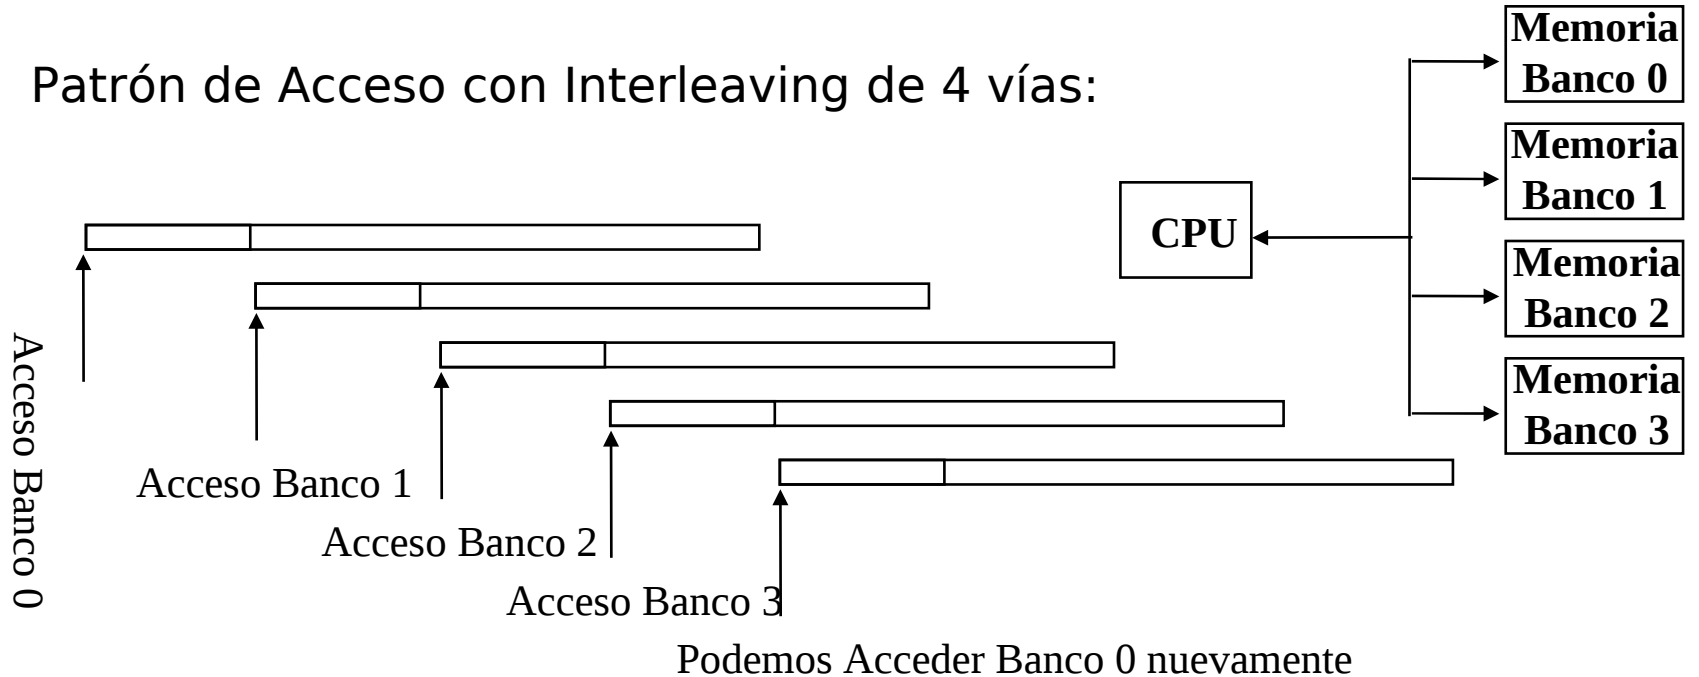 Patrón de Acceso con Interleaving de 4 vías:
Memoria
Banco 0
Memoria
Banco 1
CPU
Memoria
Banco 2
Memoria
Banco 3
Acceso Banco 0
Acceso Banco 1
Acceso Banco 2
Acceso Banco 3
Podemos Acceder Banco 0 nuevamente